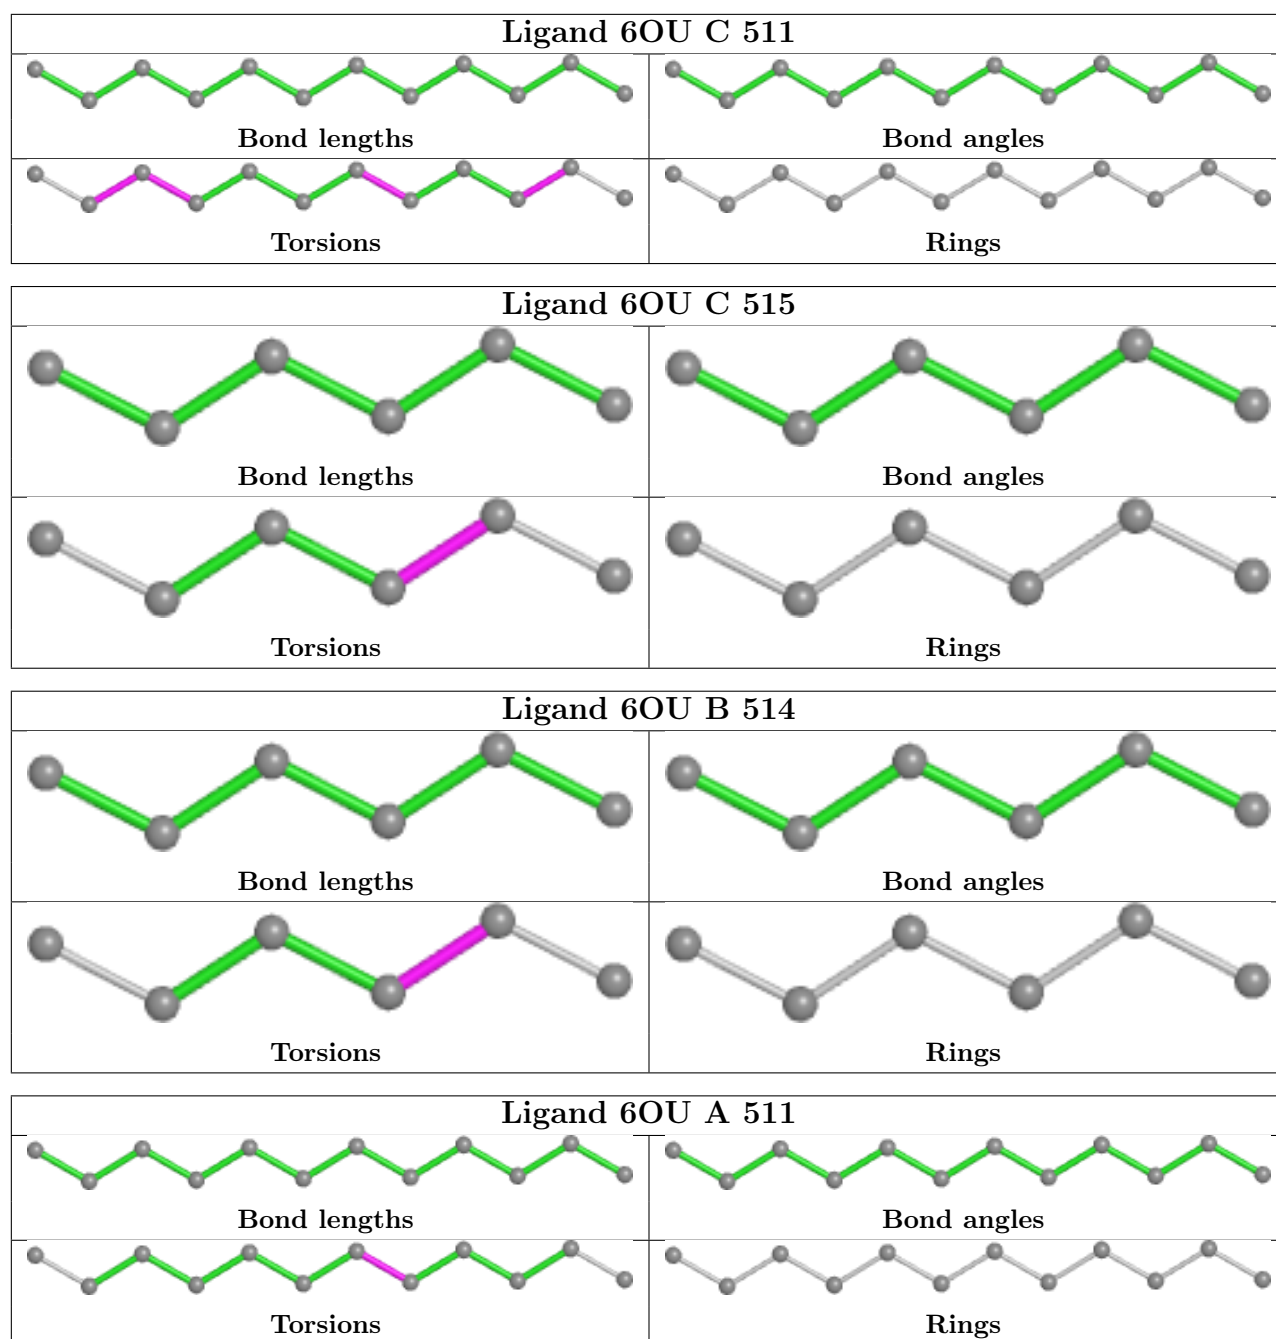 Ligand 6OU C 511
Bond lengths
Bond angles
Torsions
Rings
Ligand 6OU C 515
Bond lengths
Bond angles
Torsions
Rings
Ligand 6OU B 514
Bond lengths
Bond angles
Torsions
Rings
Ligand 6OU A 511
Bond lengths
Bond angles
Torsions
Rings